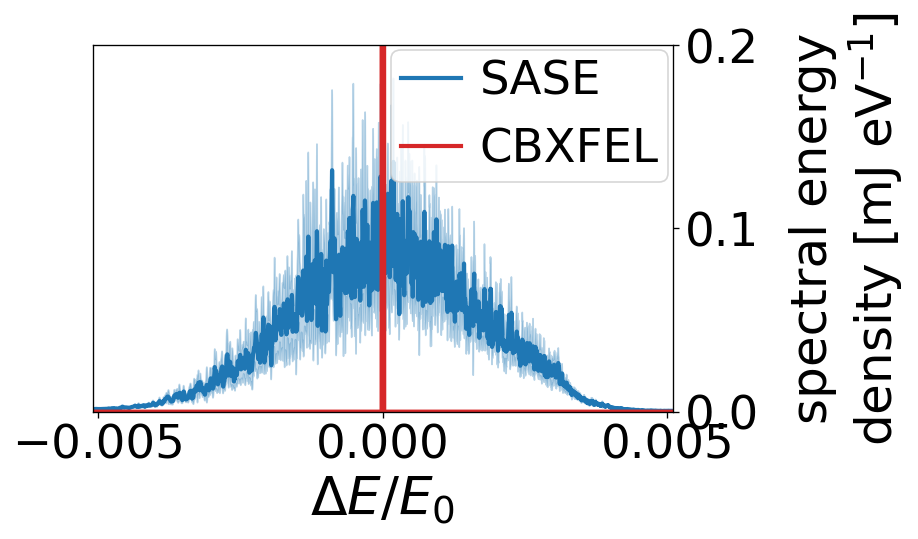 SASE
CBXFEL
0.2
0.1
0.0
−0.005
0.000
0.005
ΔE/E₀
spectral energy
density [mJ eV⁻¹]